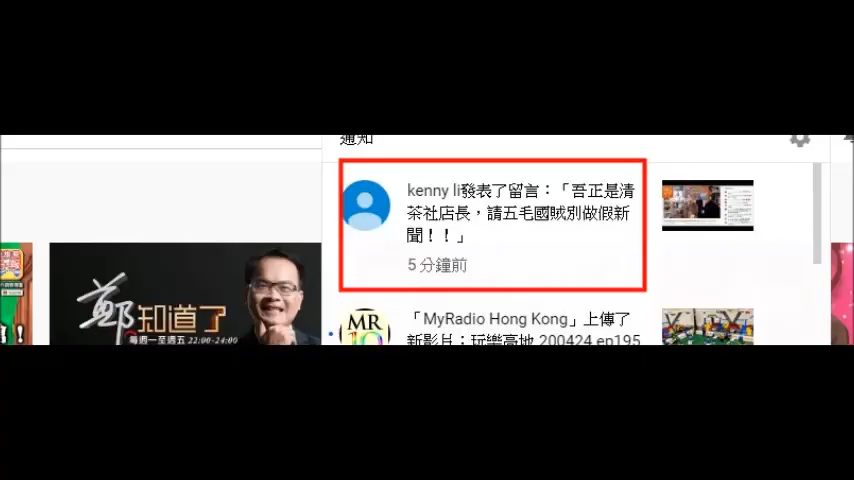 通知
kenny li發表了留言：「吾正是清
茶社店長，請五毛國賊別做假新
聞！！」
5 分鐘前
鄭知道了
每週一至週五 22:00-24:00
MR
10
「MyRadio Hong Kong」上傳了
新影片：玩樂高地 200424 ep195